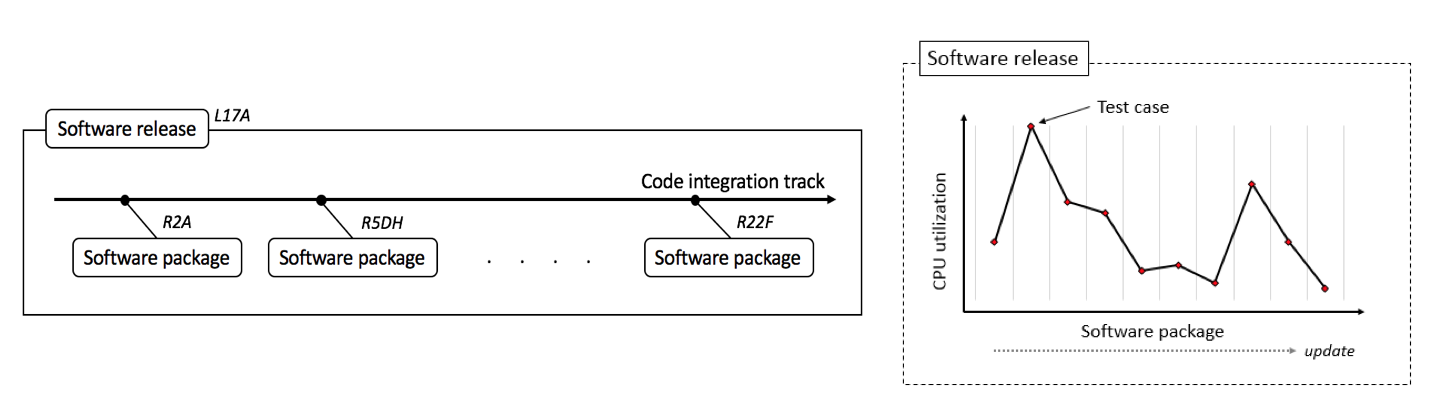 Software release
L17A
Code integration track
R2A
R5DH
R22F
Software package
Software package
. . . .
Software package
Software release
Test case
CPU utilization
Software package
update